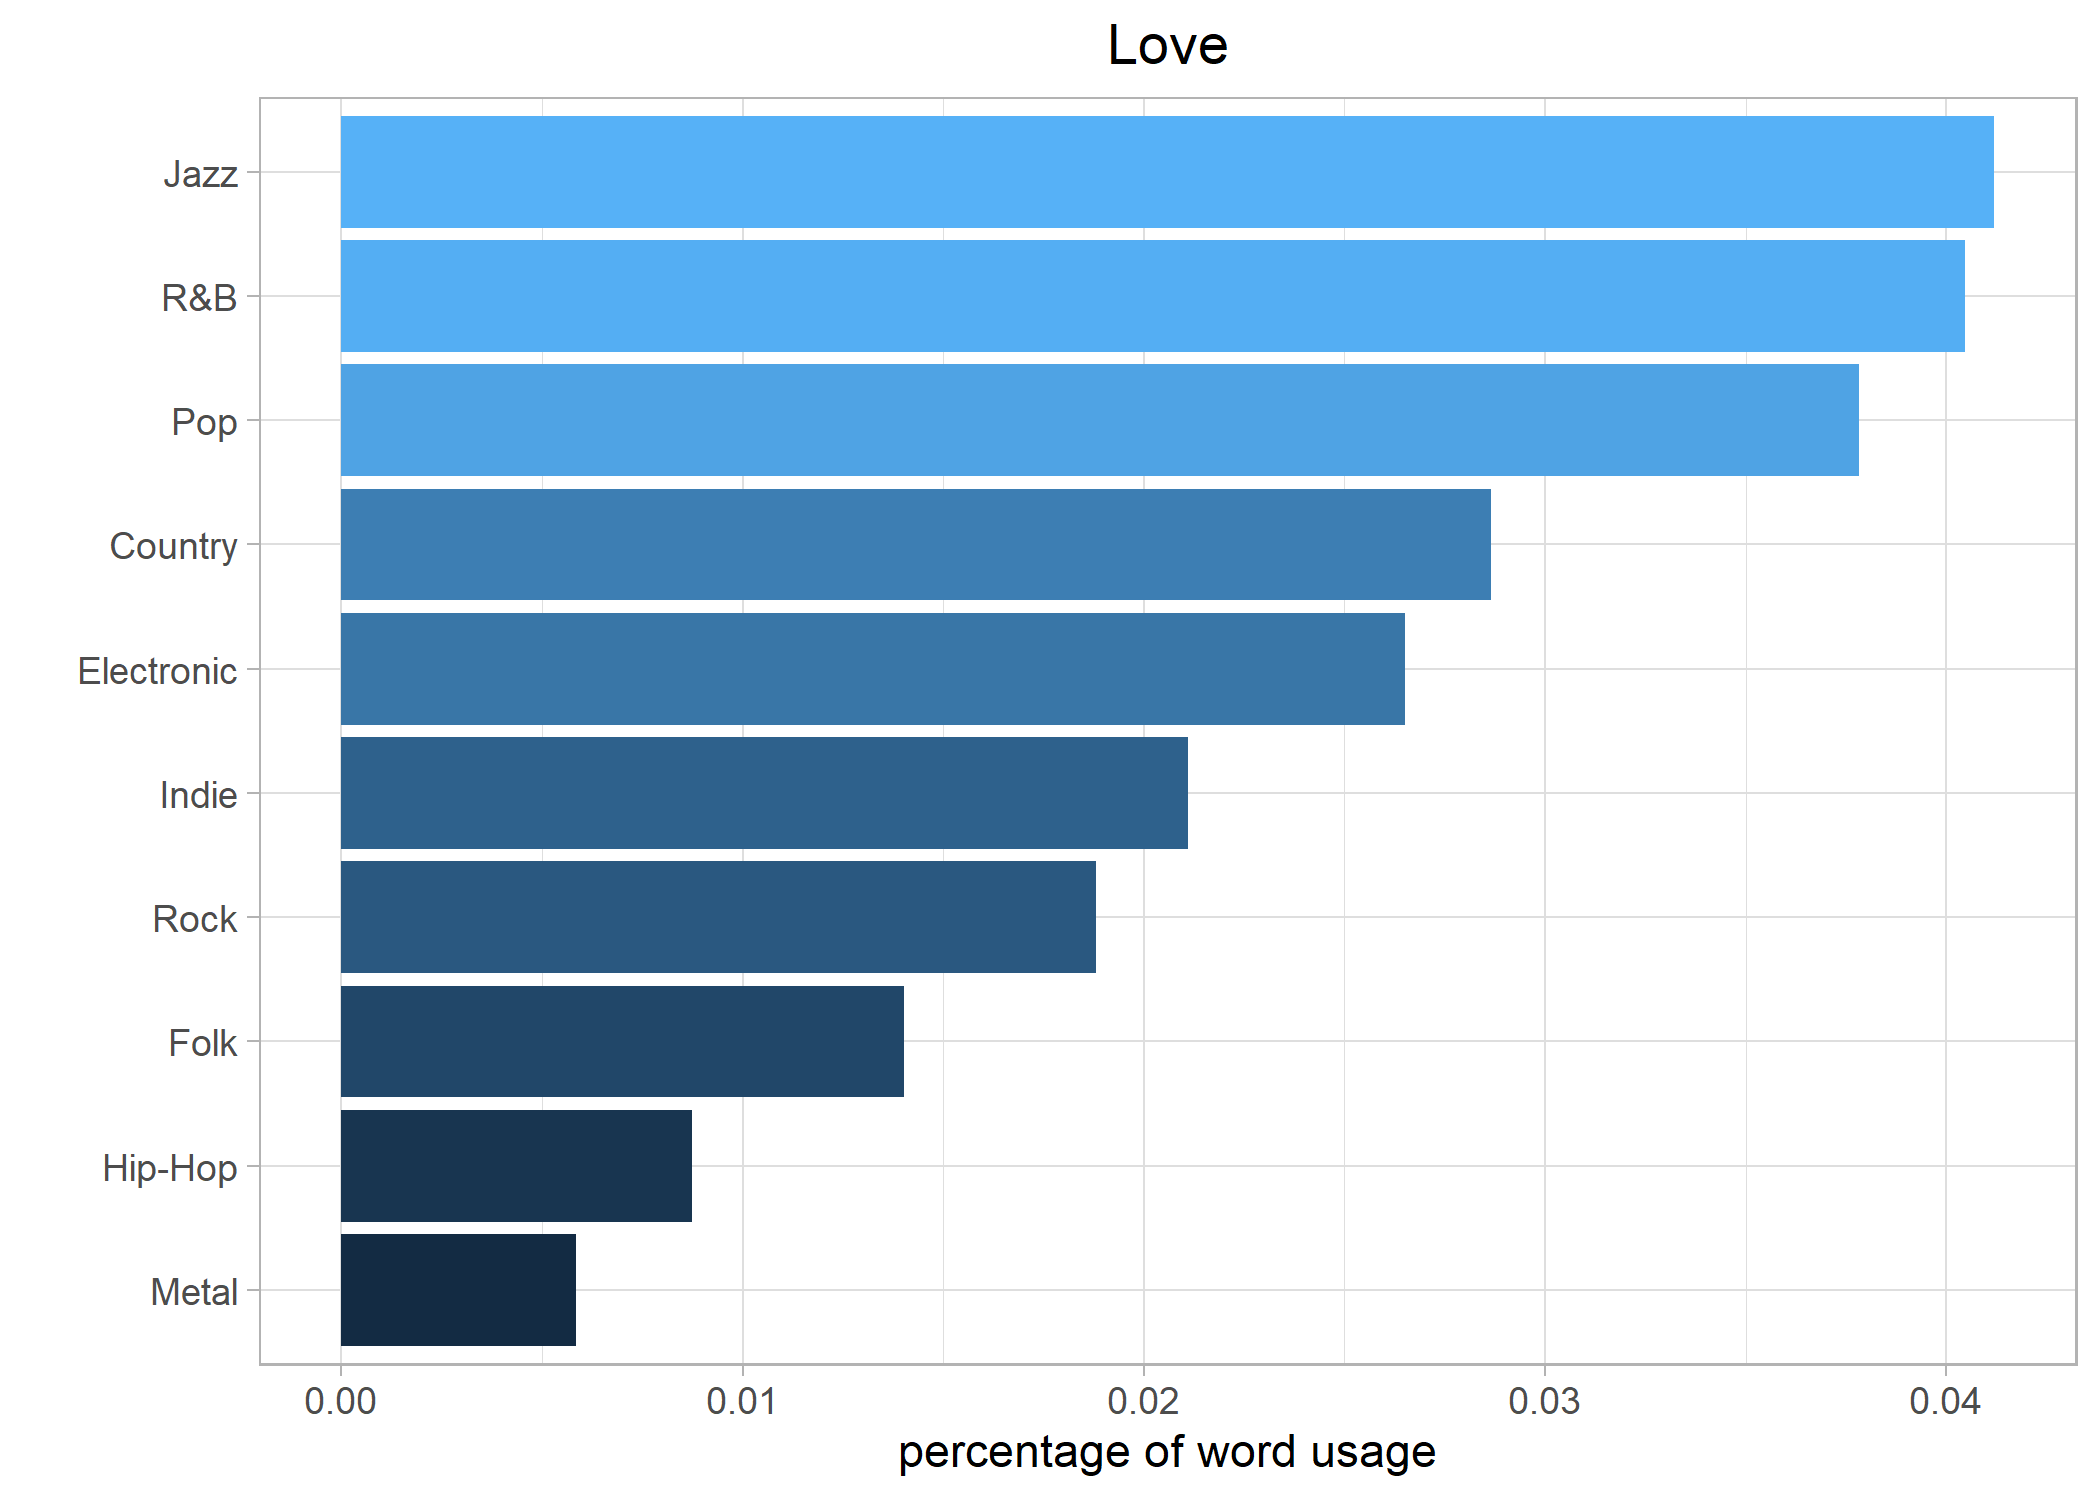 Love
Jazz
R&B
Pop
Country
Electronic
Indie
Rock
Folk
Hip-Hop
Metal
0.00 0.01 0.02 0.03 0.04
percentage of word usage